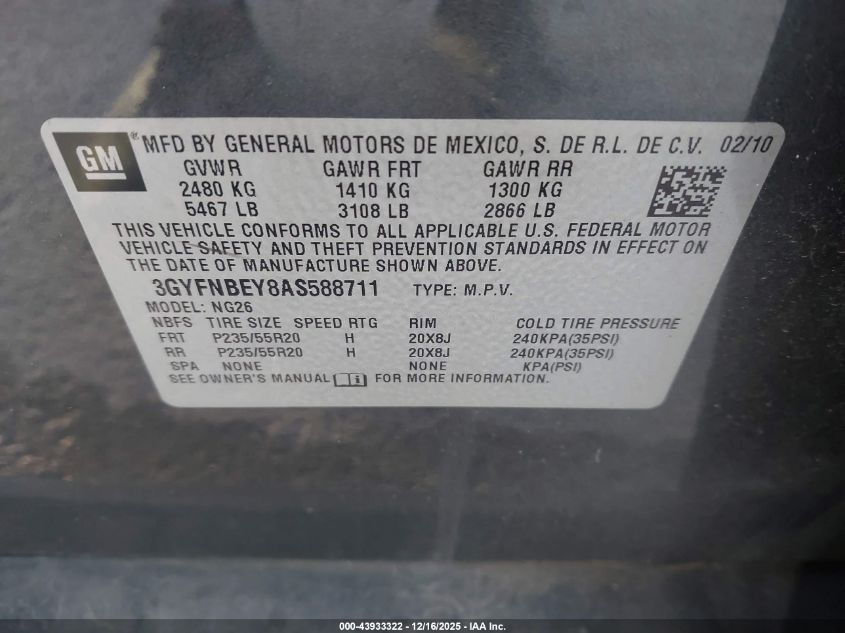 GM ® MFD BY GENERAL MOTORS DE MEXICO, S. DE R.L. DE C.V. 02/10
GVWR GAWR FRT GAWR RR
2480 KG 1410 KG 1300 KG
5467 LB 3108 LB 2866 LB
THIS VEHICLE CONFORMS TO ALL APPLICABLE U.S. FEDERAL MOTOR
VEHICLE SAFETY AND THEFT PREVENTION STANDARDS IN EFFECT ON
THE DATE OF MANUFACTURE SHOWN ABOVE.
3GYFNBEY8AS588711 TYPE: M.P.V.
MODEL: NG26
NBFS TIRE SIZE SPEED RTG RIM COLD TIRE PRESSURE
FRT P235/55R20 H 20X8J 240KPA(35PSI)
RR P235/55R20 H 20X8J 240KPA(35PSI)
SPA NONE NONE KPA(PSI)
SEE OWNER'S MANUAL FOR MORE INFORMATION.
000-43933322 - 12/16/2025 - IAA Inc.